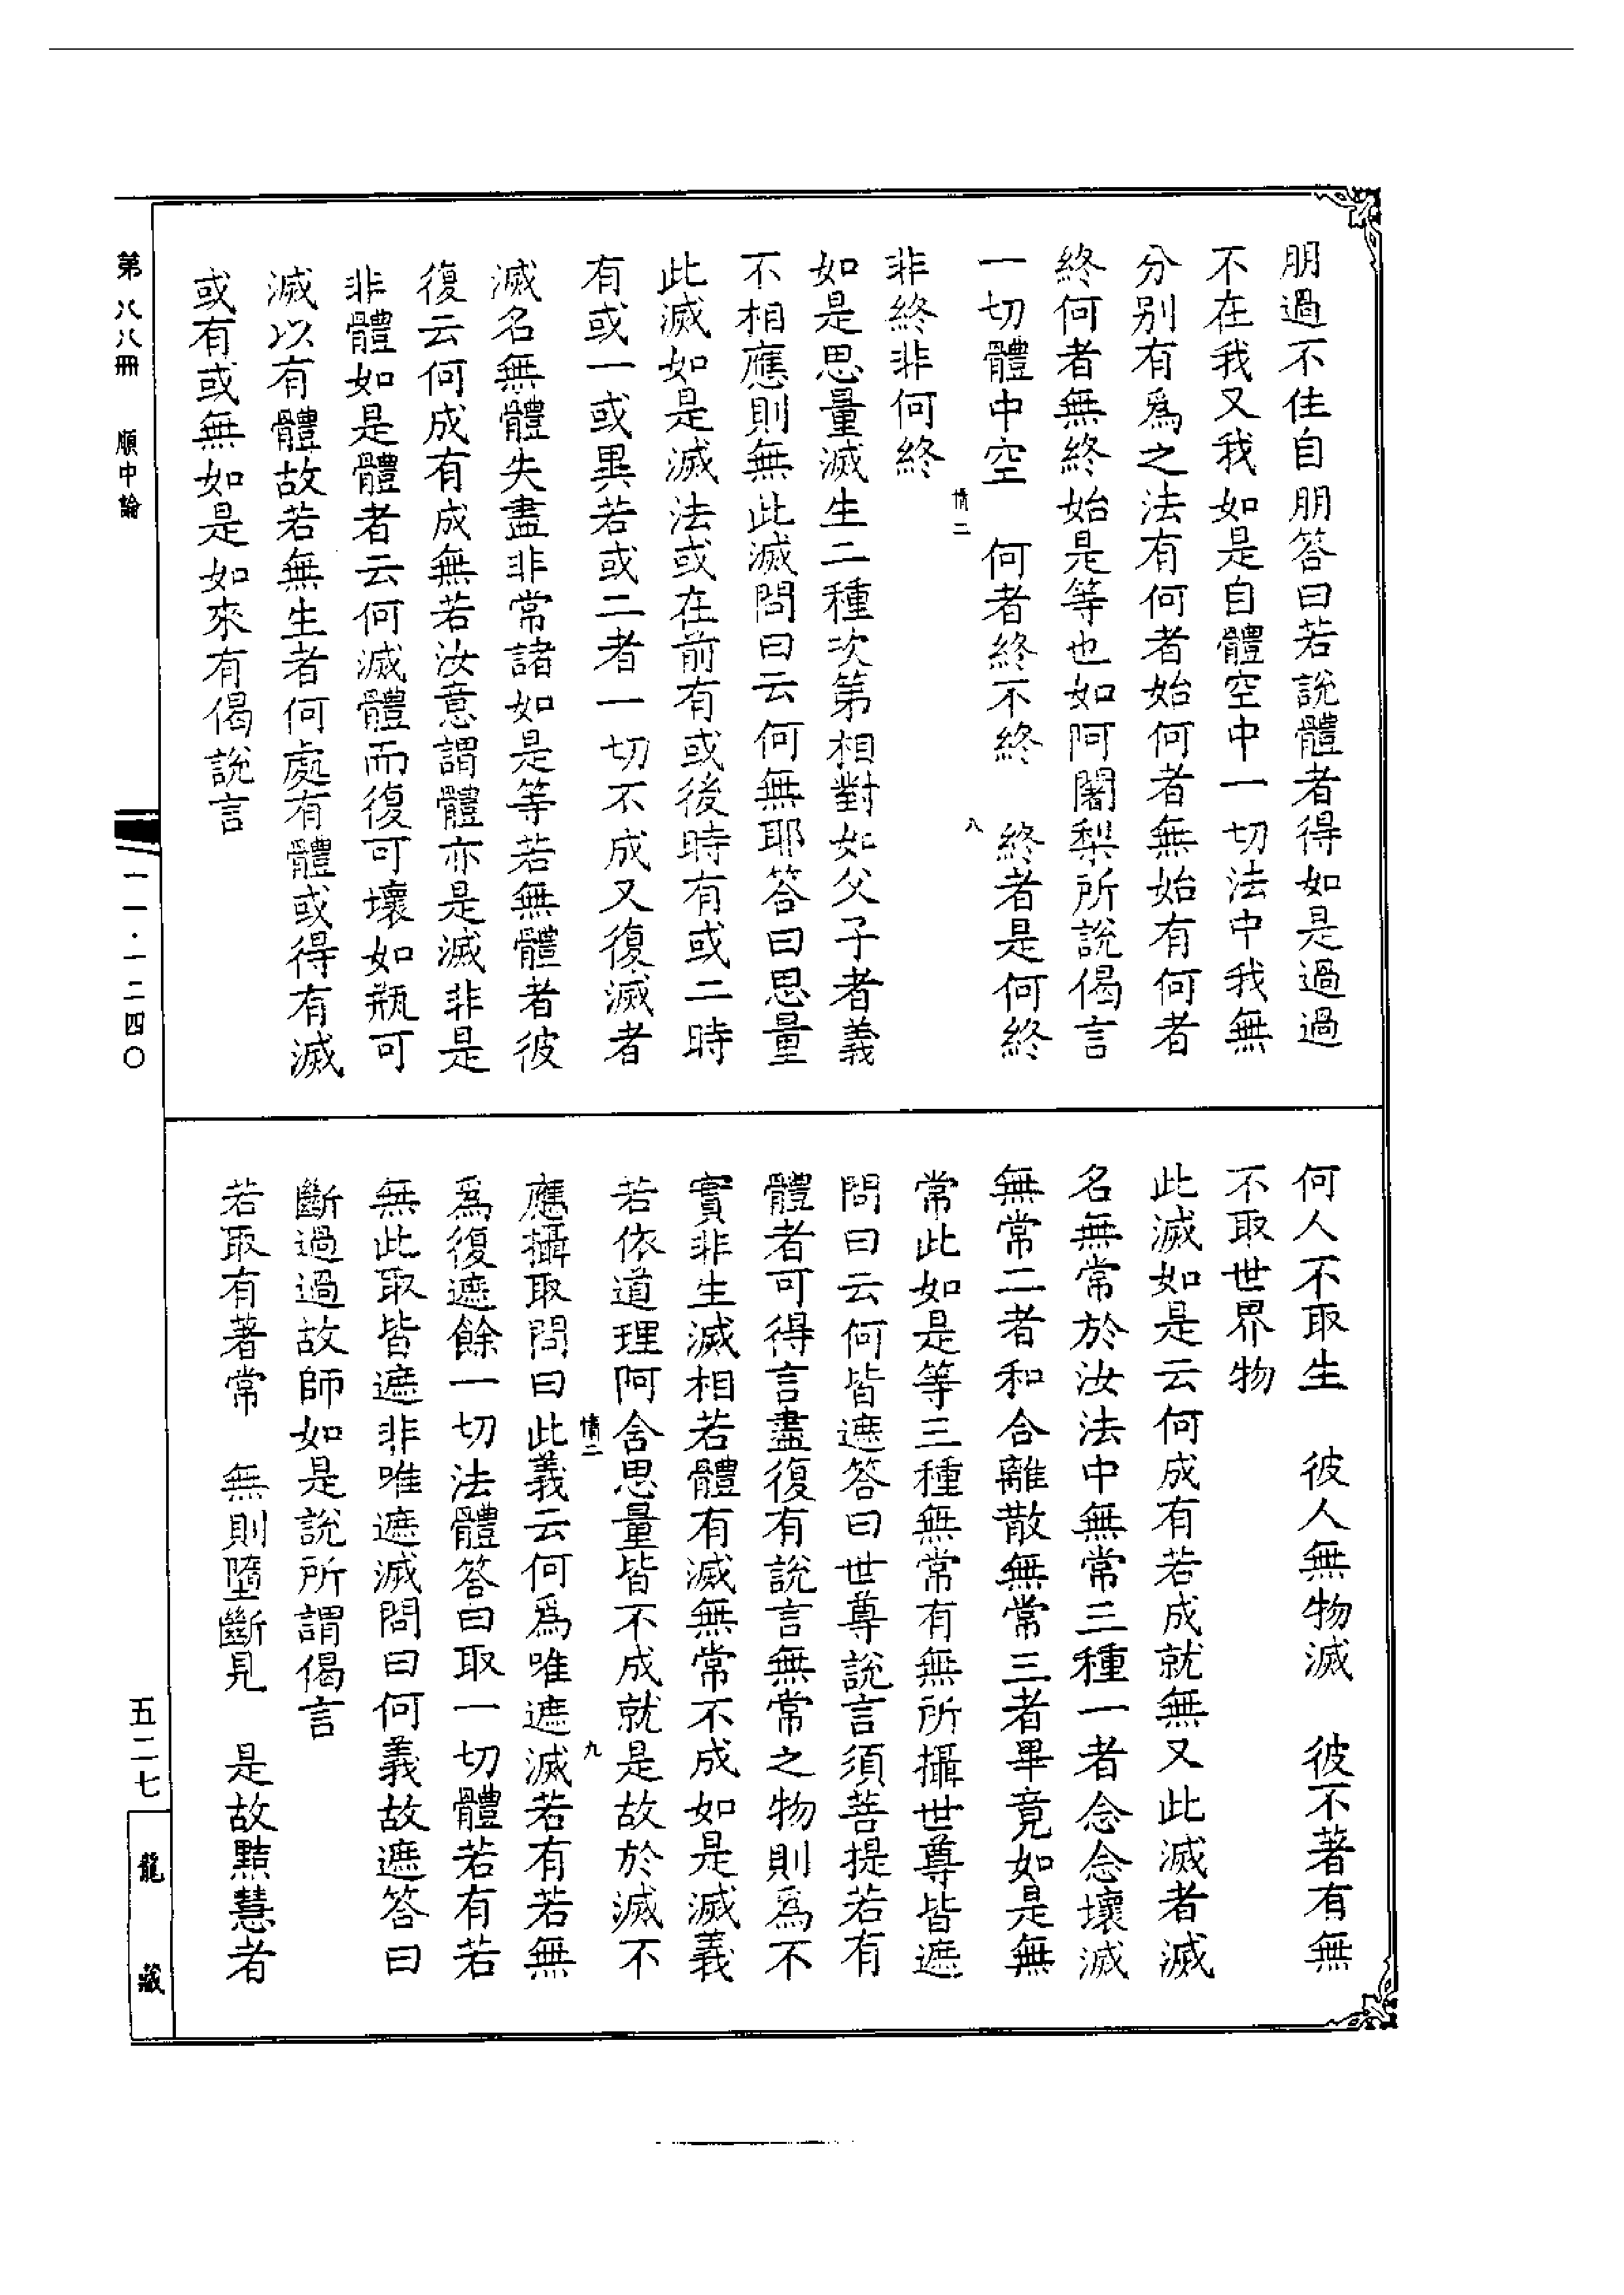 朋過不住自朋答曰若說體者得如是過過
不在我又我如是自體空中一切法中我無
分別有爲之法有何者始何者無始有何者
終何者無終始是等也如阿闍梨所說偈言
一切體中空　何者終不終　終者是何終
情二　八
非終非何終
如是思量滅生二種次第相對如父子者義
不相應則無此滅問曰云何無耶答曰思量
此滅如是滅法或在前有或後時有或二時
有或一或異若或二者一切不成又復滅者
滅名無體失盡非常諸如是等若無體者彼
復云何成有成無若汝意謂體亦是滅非是
非體如是體者云何滅體而復可壞如瓶可
滅以有體故若無生者何處有體或得有滅
或有或無如是如來有偈說言
何人不取生　彼人無物滅　彼不著有無
不取世界物
此滅如是云何成有若成就無又此滅者滅
名無常於汝法中無常三種一者念念壞滅
無常二者和合離散無常三者畢竟如是無
常此如是等三種無常有無所攝世尊皆遮
問曰云何皆遮答曰世尊說言須菩提若有
體者可得言盡復有說言無常之物則爲不
實非生滅相若體有滅無常不成如是滅義
若依道理阿舍思量皆不成就是故於滅不
情二　九
應攝取問曰此義云何爲唯遮滅若有若無
爲復遮餘一切法體答曰取一切體若有若
無此取皆遮非唯遮滅問曰何義故遮答曰
斷過過故師如是說所謂偈言
若取有著常　無則墮斷見　是故黠慧者
第八八冊　順中論
一一·一二四〇
五二七
龍藏